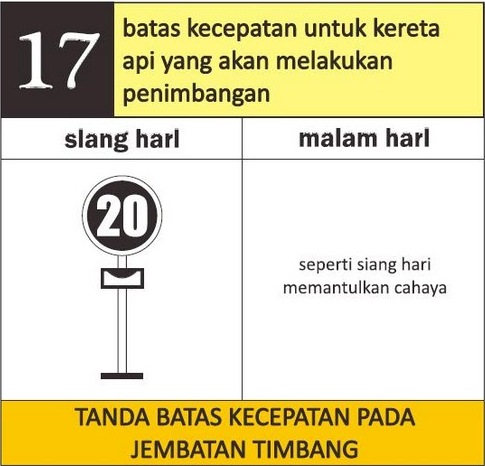 17
batas kecepatan untuk kereta
api yang akan melakukan
penimbangan
siang hari
malam hari
20
seperti siang hari
memantulkan cahaya
TANDA BATAS KECEPATAN PADA
JEMBATAN TIMBANG